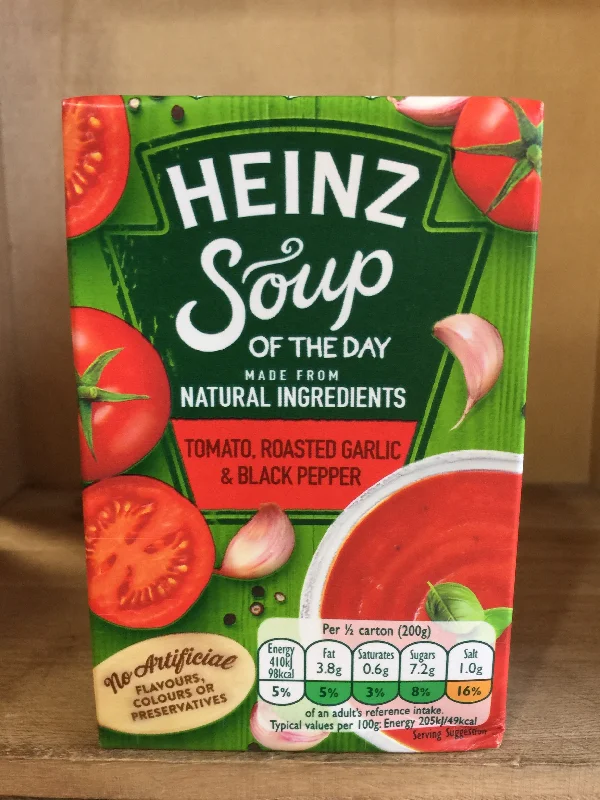 HEINZ
Soup
OF THE DAY
MADE FROM
NATURAL INGREDIENTS
TOMATO, ROASTED GARLIC
& BLACK PEPPER
No Artificial
FLAVOURS,
COLOURS OR
PRESERVATIVES
Per ½ carton (200g)
Energy Fat Saturates Sugars Salt
410kJ 3.8g 0.6g 7.2g 1.0g
98kcal
5% 5% 3% 8% 16%
of an adult's reference intake.
Typical values per 100g: Energy 205kJ/49kcal
Serving Suggestion